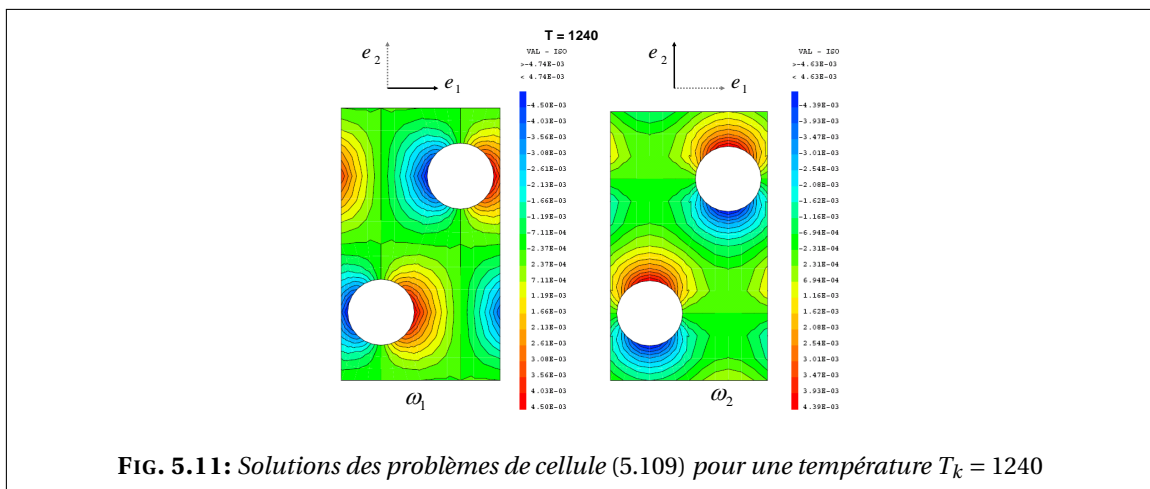 T = 1240
e 2
e 1
VAL - ISO
>-4.74E-03
< 4.74E-03
-4.50E-03
-4.03E-03
-3.56E-03
-3.08E-03
-2.61E-03
-2.13E-03
-1.66E-03
-1.19E-03
-7.11E-04
-2.37E-04
2.37E-04
7.11E-04
1.19E-03
1.66E-03
2.13E-03
2.61E-03
3.08E-03
3.56E-03
4.03E-03
4.50E-03
ω1
e 2
e 1
VAL - ISO
>-4.63E-03
< 4.63E-03
-4.39E-03
-3.93E-03
-3.47E-03
-3.01E-03
-2.54E-03
-2.08E-03
-1.62E-03
-1.16E-03
-6.94E-04
-2.31E-04
2.31E-04
6.94E-04
1.16E-03
1.62E-03
2.08E-03
2.54E-03
3.01E-03
3.47E-03
3.93E-03
4.39E-03
ω2
FIG. 5.11: Solutions des problèmes de cellule (5.109) pour une température Tk = 1240